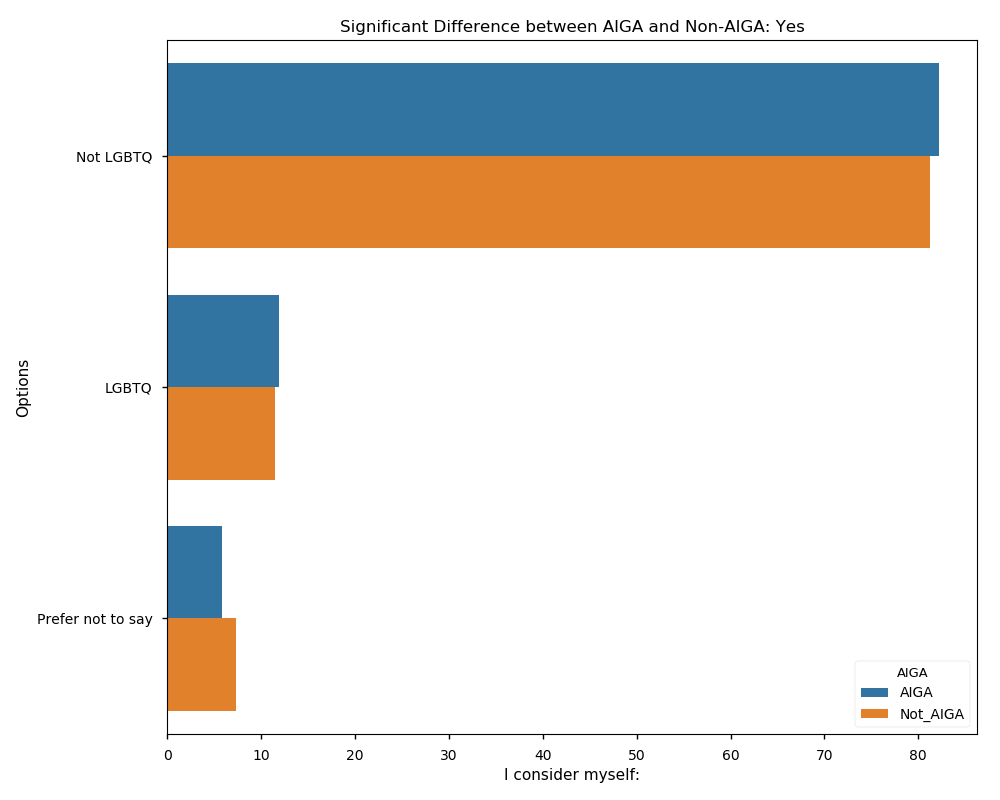 Significant Difference between AIGA and Non-AIGA: Yes
Not LGBTQ
LGBTQ
Prefer not to say
Options
0 10 20 30 40 50 60 70 80
I consider myself:
AIGA
AIGA
Not_AIGA